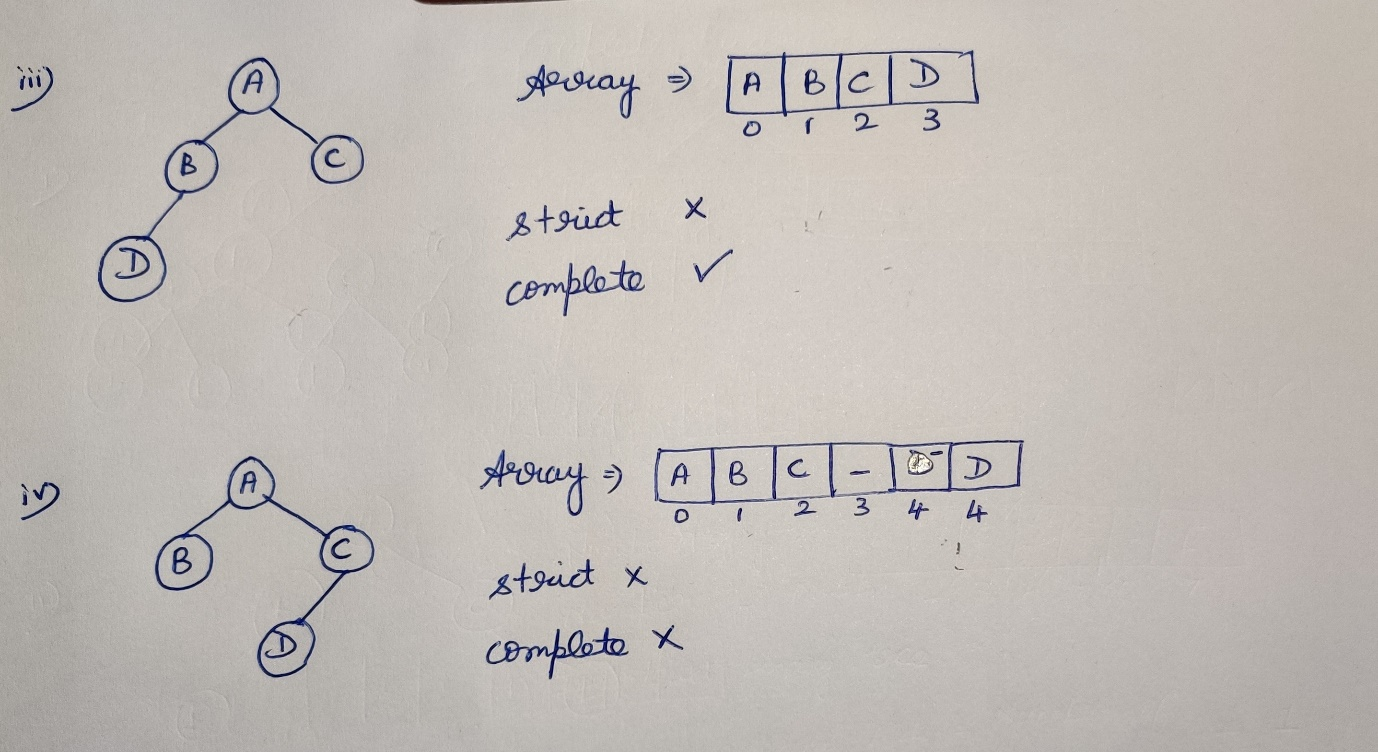 iii)
A
B C
D
Array ⇒ A B C D
0 1 2 3
strict ×
complete ✓
iv)
A
B C
D
Array ⇒ A B C – D
0 1 2 3 4 4
strict ×
complete ×